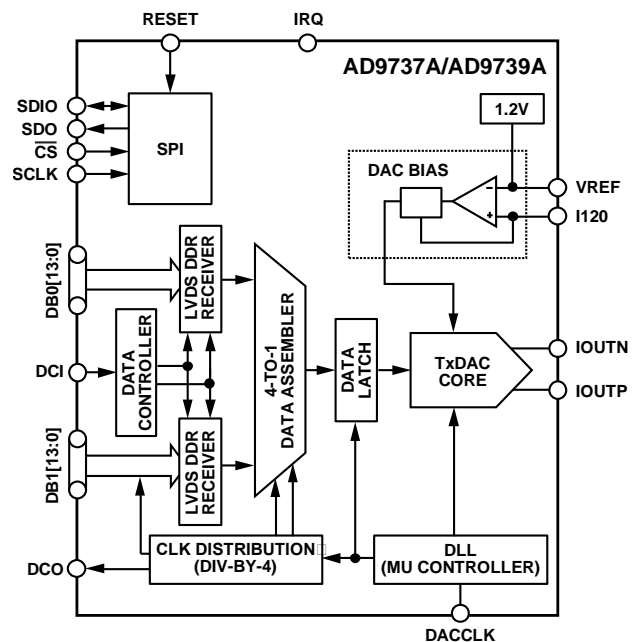 RESET
IRQ
AD9737A/AD9739A
SDIO
SDO
CS
SCLK
SPI
1.2V
DAC BIAS
VREF
I120
DB0[13:0]
LVDS DDR
RECEIVER
DCI
DATA
CONTROLLER
4-TO-1
DATA ASSEMBLER
DATA
LATCH
TxDAC
CORE
IOUTN
IOUTP
DB1[13:0]
LVDS DDR
RECEIVER
DCO
CLK DISTRIBUTION
(DIV-BY-4)
DLL
(MU CONTROLLER)
DACCLK